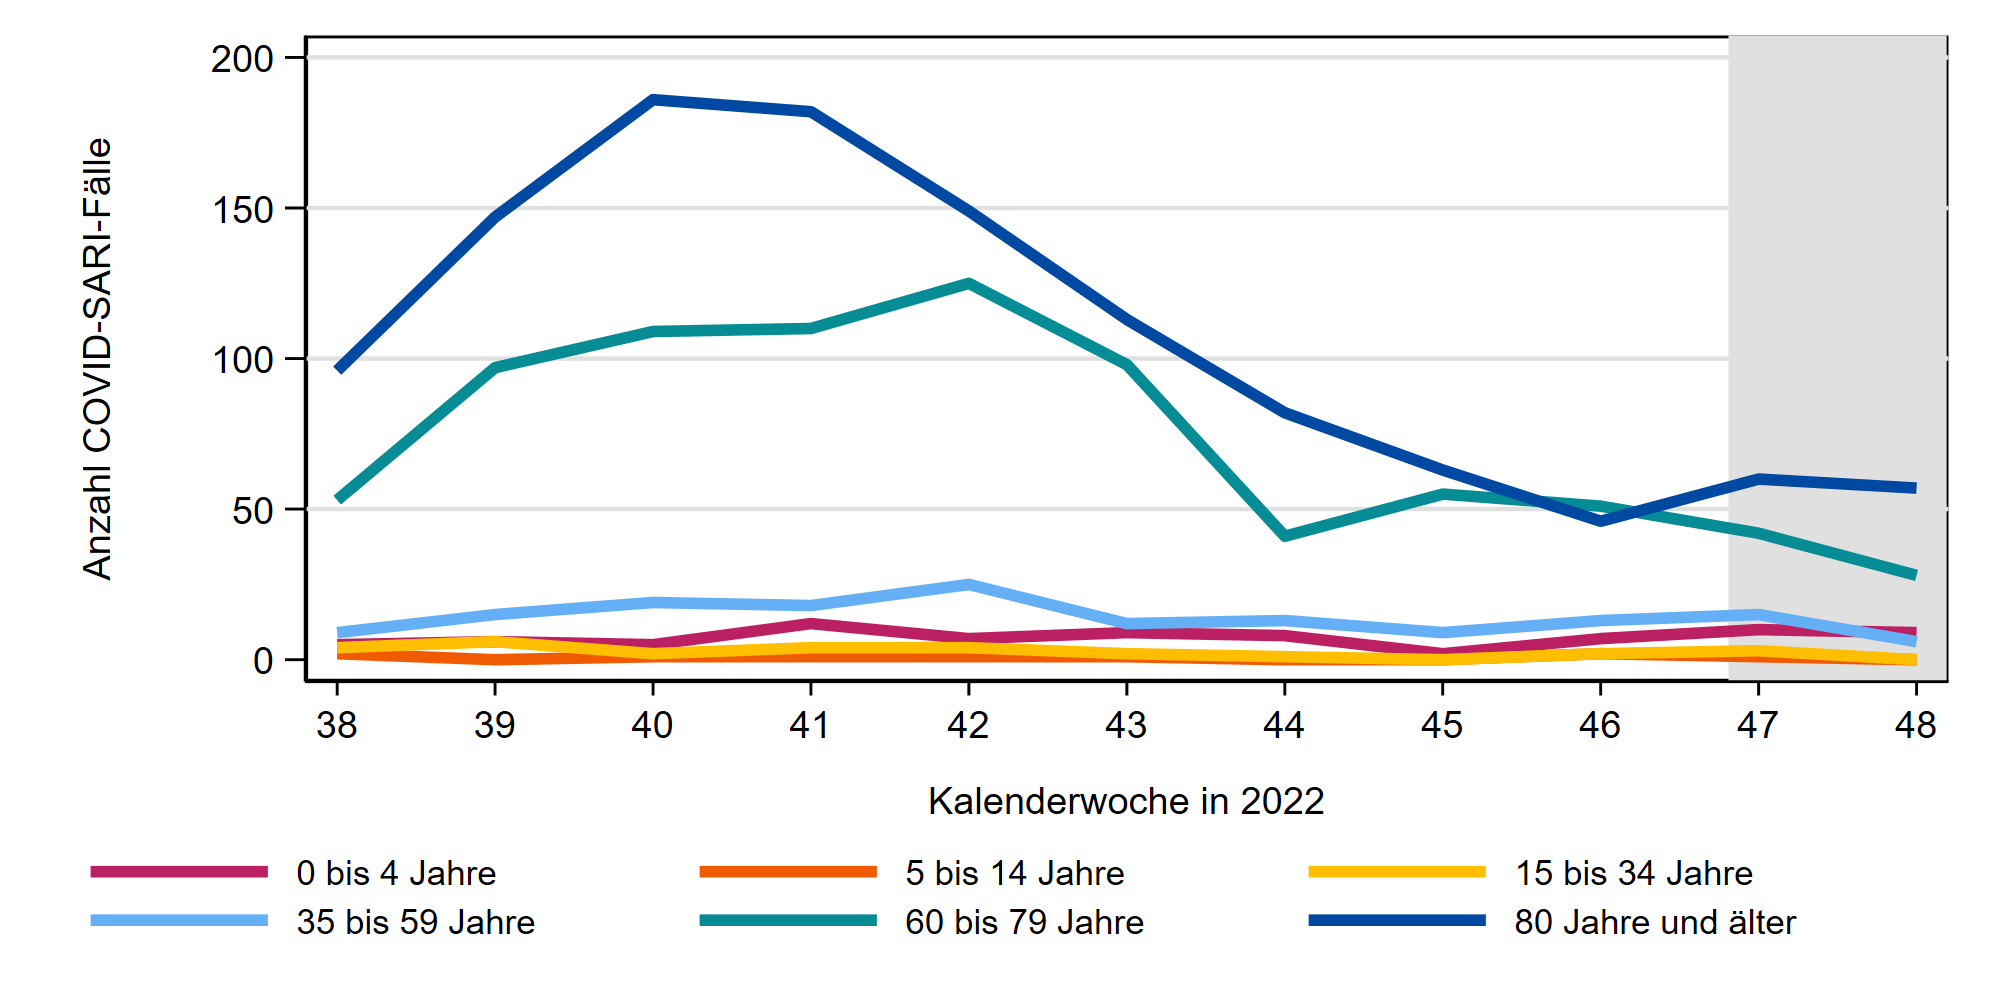 200
150
100
50
0
Anzahl COVID-SARI-Fälle
38 39 40 41 42 43 44 45 46 47 48
Kalenderwoche in 2022
0 bis 4 Jahre 5 bis 14 Jahre 15 bis 34 Jahre
35 bis 59 Jahre 60 bis 79 Jahre 80 Jahre und älter